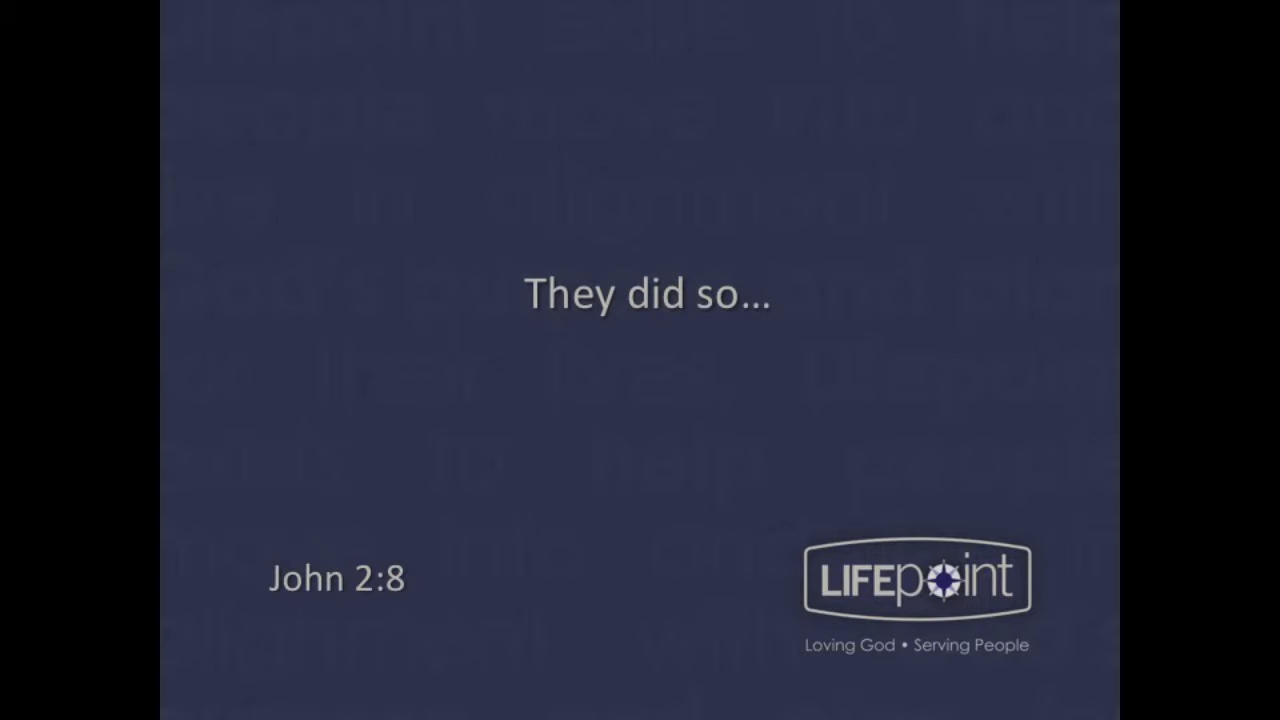 They did so...
John 2:8
LIFEpoint
Loving God • Serving People